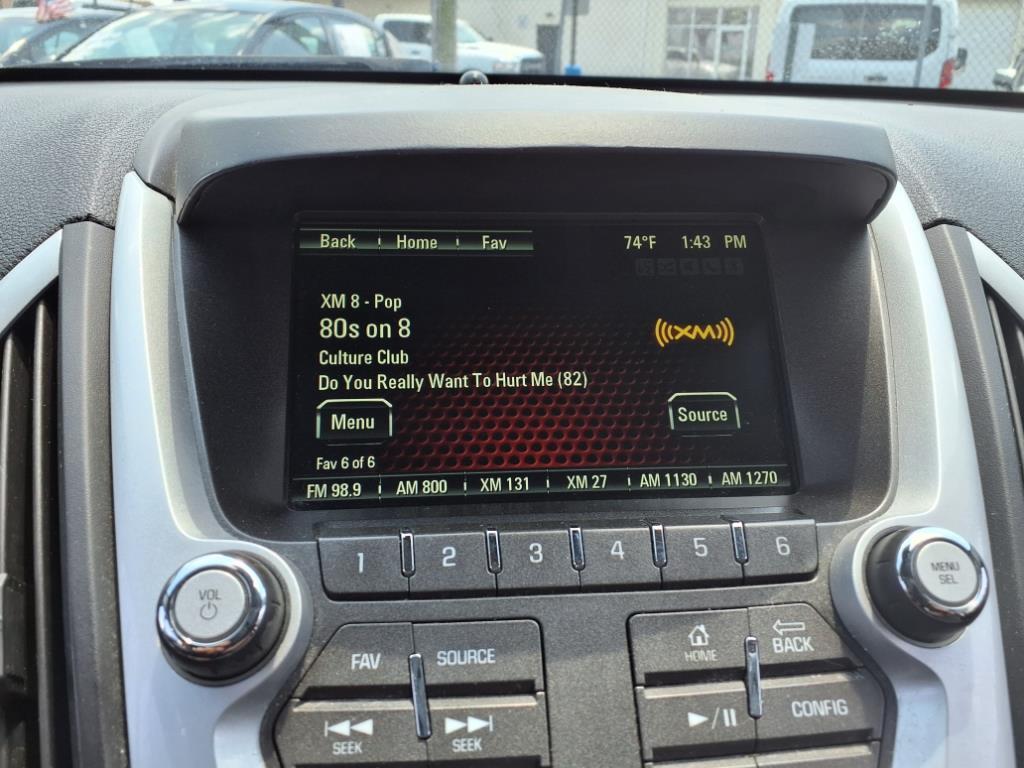 Back Home Fav 74°F 1:43 PM
XM 8 - Pop
80s on 8
((XM))
Culture Club
Do You Really Want To Hurt Me (82)
Menu Source
Fav 6 of 6
FM 98.9 AM 800 XM 131 XM 27 AM 1130 AM 1270
1 2 3 4 5 6
VOL
MENU
SEL
FAV SOURCE
HOME BACK
SEEK SEEK
CONFIG